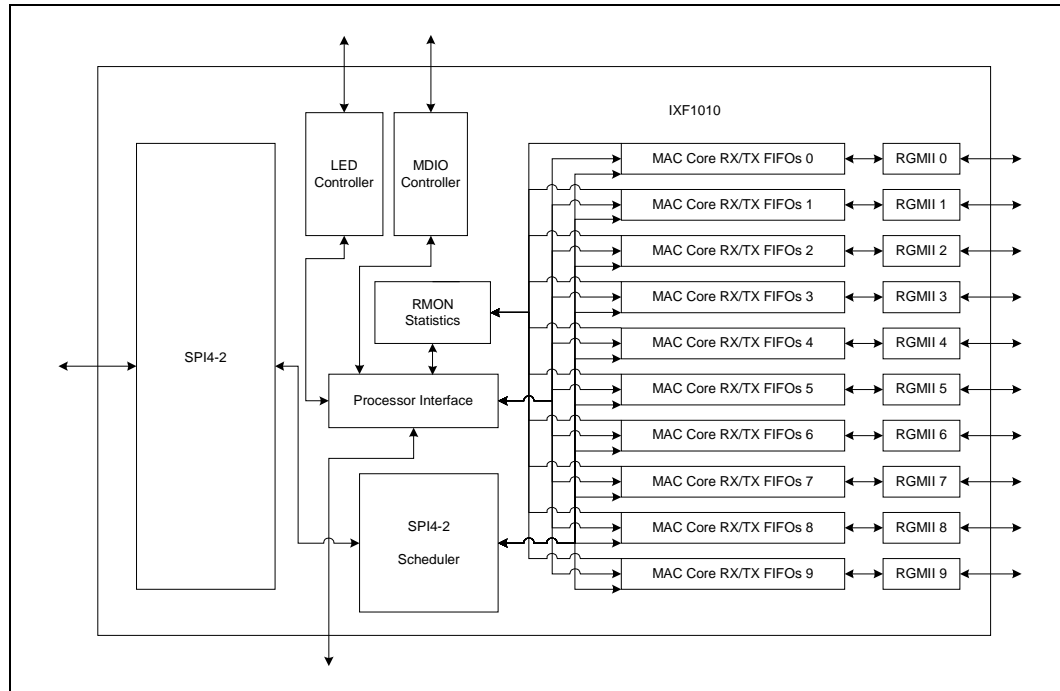 IXF1010
LED
Controller
MDIO
Controller
MAC Core RX/TX FIFOs 0
RGMII 0
MAC Core RX/TX FIFOs 1
RGMII 1
MAC Core RX/TX FIFOs 2
RGMII 2
RMON
Statistics
MAC Core RX/TX FIFOs 3
RGMII 3
MAC Core RX/TX FIFOs 4
RGMII 4
SPI4-2
Processor Interface
MAC Core RX/TX FIFOs 5
RGMII 5
MAC Core RX/TX FIFOs 6
RGMII 6
MAC Core RX/TX FIFOs 7
RGMII 7
SPI4-2
Scheduler
MAC Core RX/TX FIFOs 8
RGMII 8
MAC Core RX/TX FIFOs 9
RGMII 9